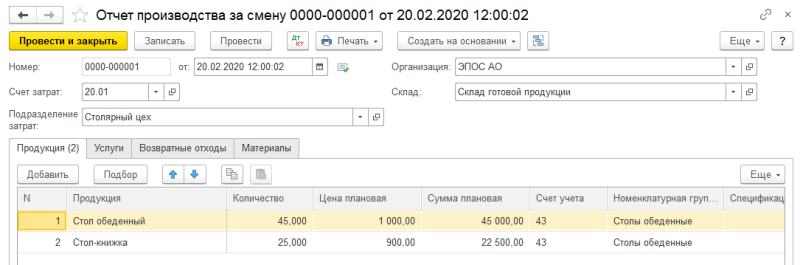 Отчет производства за смену 0000-000001 от 20.02.2020 12:00:02
Провести и закрыть Записать Провести Дт Кт Печать Создать на основании Еще ?
Номер: 0000-000001 от: 20.02.2020 12:00:02 Организация: ЭПОС АО
Счет затрат: 20.01 Склад: Склад готовой продукции
Подразделение затрат: Столярный цех
Продукция (2) Услуги Возвратные отходы Материалы
Добавить Подбор Еще
N Продукция Количество Цена плановая Сумма плановая Счет учета Номенклатурная груп... Спецификац
1 Стол обеденный 45,000 1 000,00 45 000,00 43 Столы обеденные
2 Стол-книжка 25,000 900,00 22 500,00 43 Столы обеденные